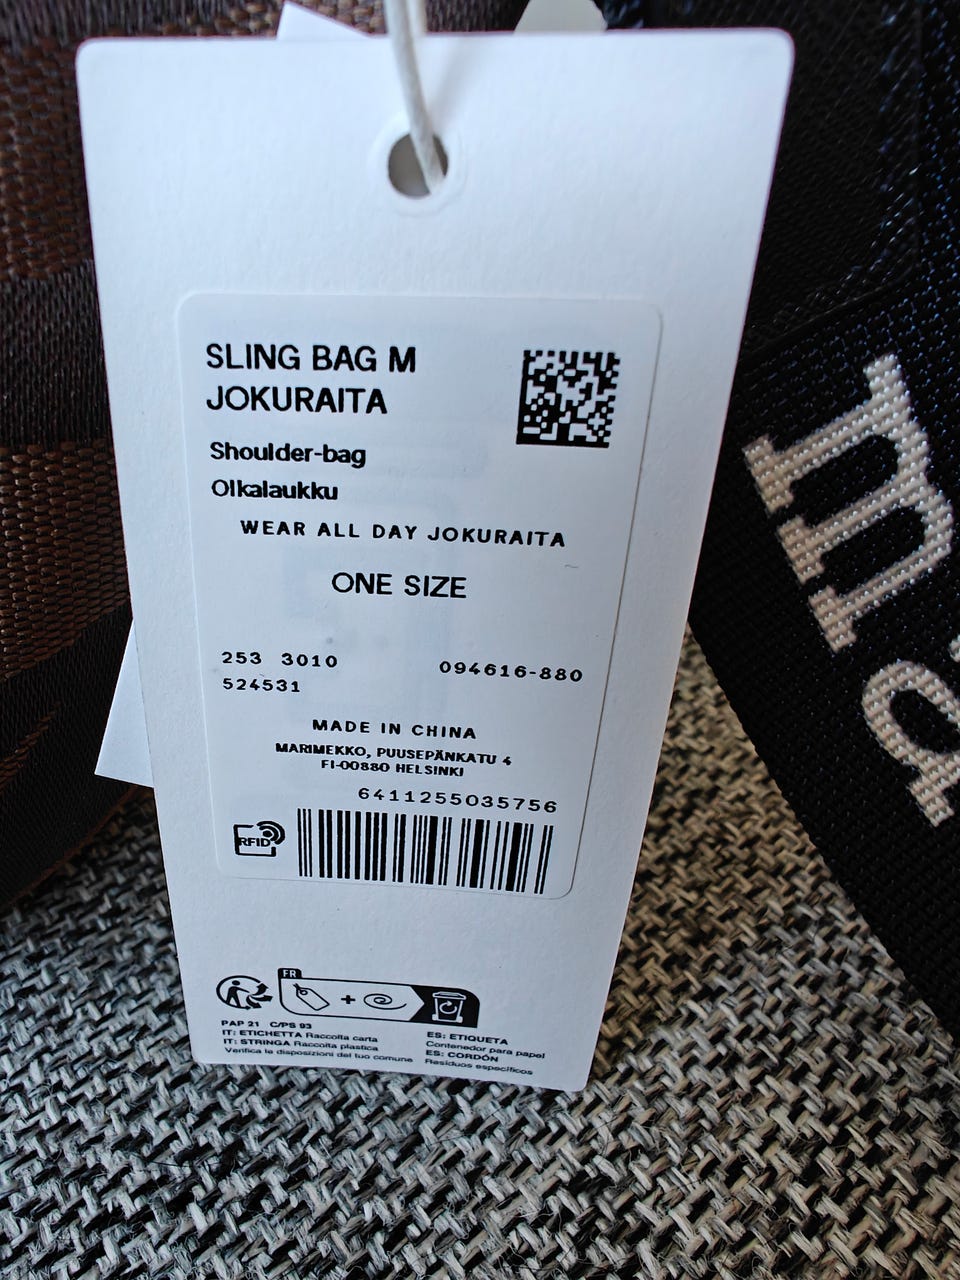 SLING BAG M
JOKURAITA
Shoulder-bag
Olkalaukku
WEAR ALL DAY JOKURAITA
ONE SIZE
253 3010
094616-880
524531
MADE IN CHINA
MARIMEKKO, PUUSEPÄNKATU 4
FI-00880 HELSINKI
6411255035756
RFID
FR
+
PAP 21 C/PS 93
IT: ETICHETTA Raccolta carta
IT: STRINGA Raccolta plastica
Verifica le disposizioni del tuo comune
ES: ETIQUETA
Contenedor para papel
ES: CORDÓN
Residuos específicos
ma